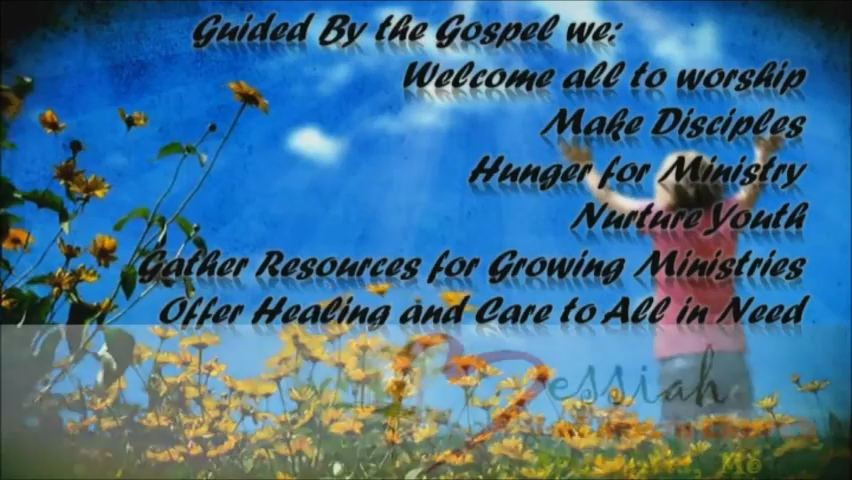 Guided By the Gospel we:
Welcome all to worship
Make Disciples
Hunger for Ministry
Nurture Youth
Gather Resources for Growing Ministries
Offer Healing and Care to All in Need
Messiah